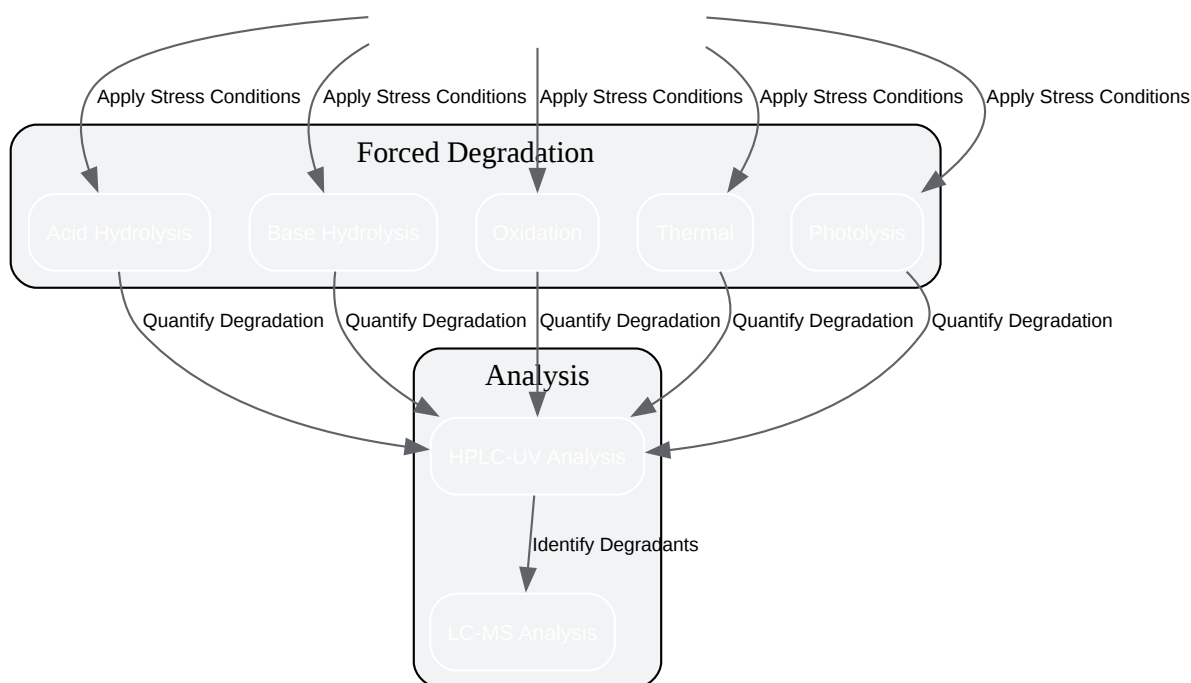 Apply Stress Conditions Apply Stress Conditions Apply Stress Conditions Apply Stress Conditions Apply Stress Conditions
Forced Degradation
Acid Hydrolysis Base Hydrolysis Oxidation Thermal Photolysis
Quantify Degradation Quantify Degradation Quantify Degradation Quantify Degradation Quantify Degradation
Analysis
HPLC-UV Analysis
Identify Degradants
LC-MS Analysis